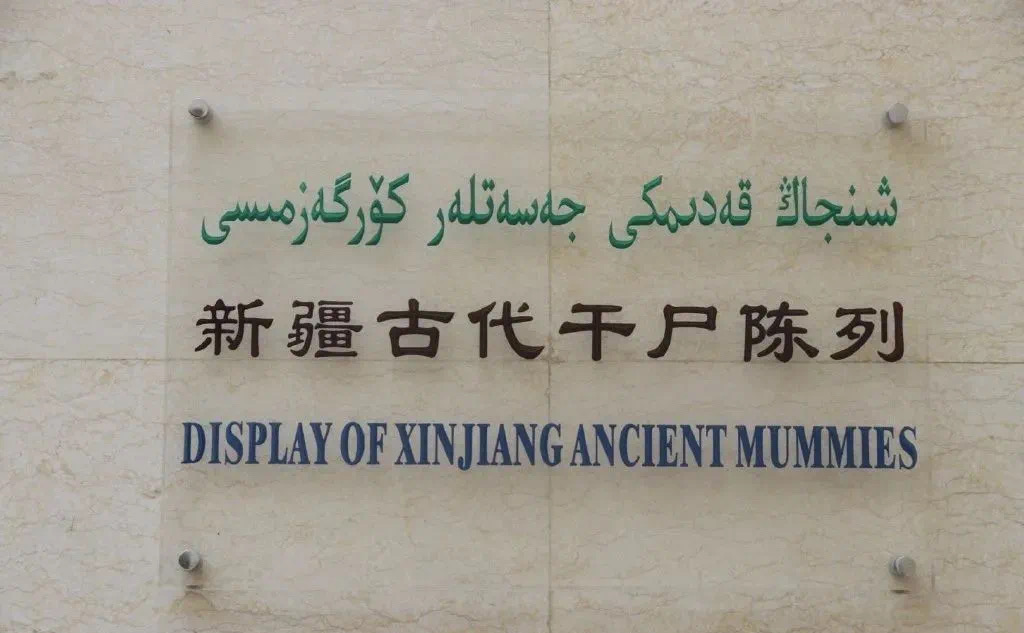 شىنجاڭ قەدىمكى جەسەتلەر كۆرگەزمىسى
新疆古代干尸陈列
DISPLAY OF XINJIANG ANCIENT MUMMIES